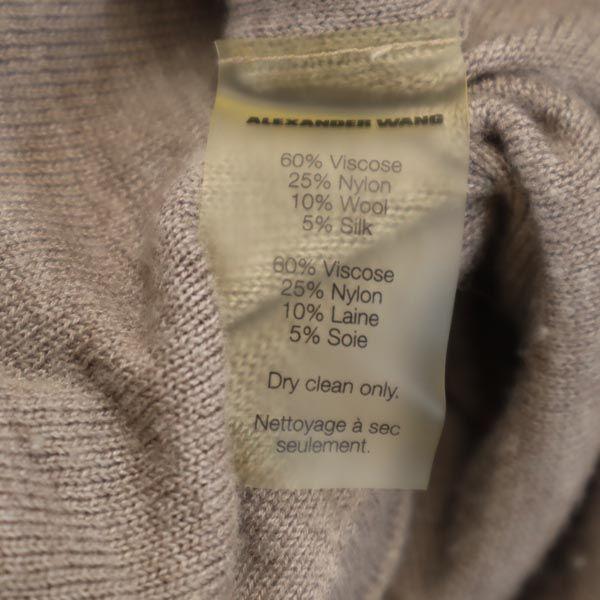 ALEXANDER WANG
60% Viscose
25% Nylon
10% Wool
5% Silk
60% Viscose
25% Nylon
10% Laine
5% Soie
Dry clean only.
Nettoyage à sec
seulement.